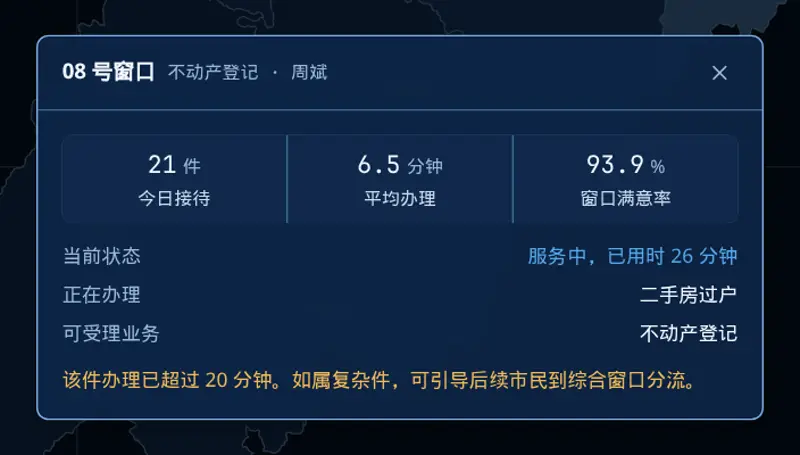 08 号窗口 不动产登记 · 周斌
21 件
今日接待
6.5 分钟
平均办理
93.9 %
窗口满意率
当前状态 服务中，已用时 26 分钟
正在办理 二手房过户
可受理业务 不动产登记
该件办理已超过 20 分钟。如属复杂件，可引导后续市民到综合窗口分流。